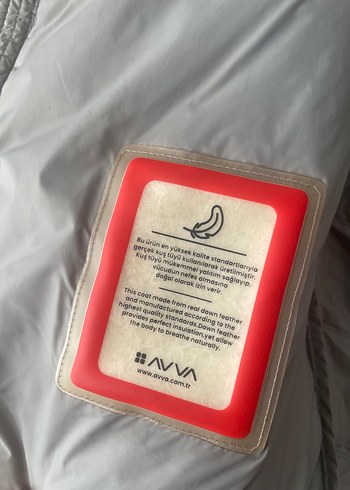 Bu ürün en yüksek kalite standartlarıyla
gerçek kuş tüyü kullanılarak üretilmiştir.
Kuş tüyü mükemmel yalıtım sağlayıp,
vücudun nefes almasına
doğal olarak izin verir.
This coat made from real down feather
and manufactured according to the
highest quality standards.Down feather
provides perfect insulation,yet allow
the body to breathe naturally.
AVVA
www.avva.com.tr